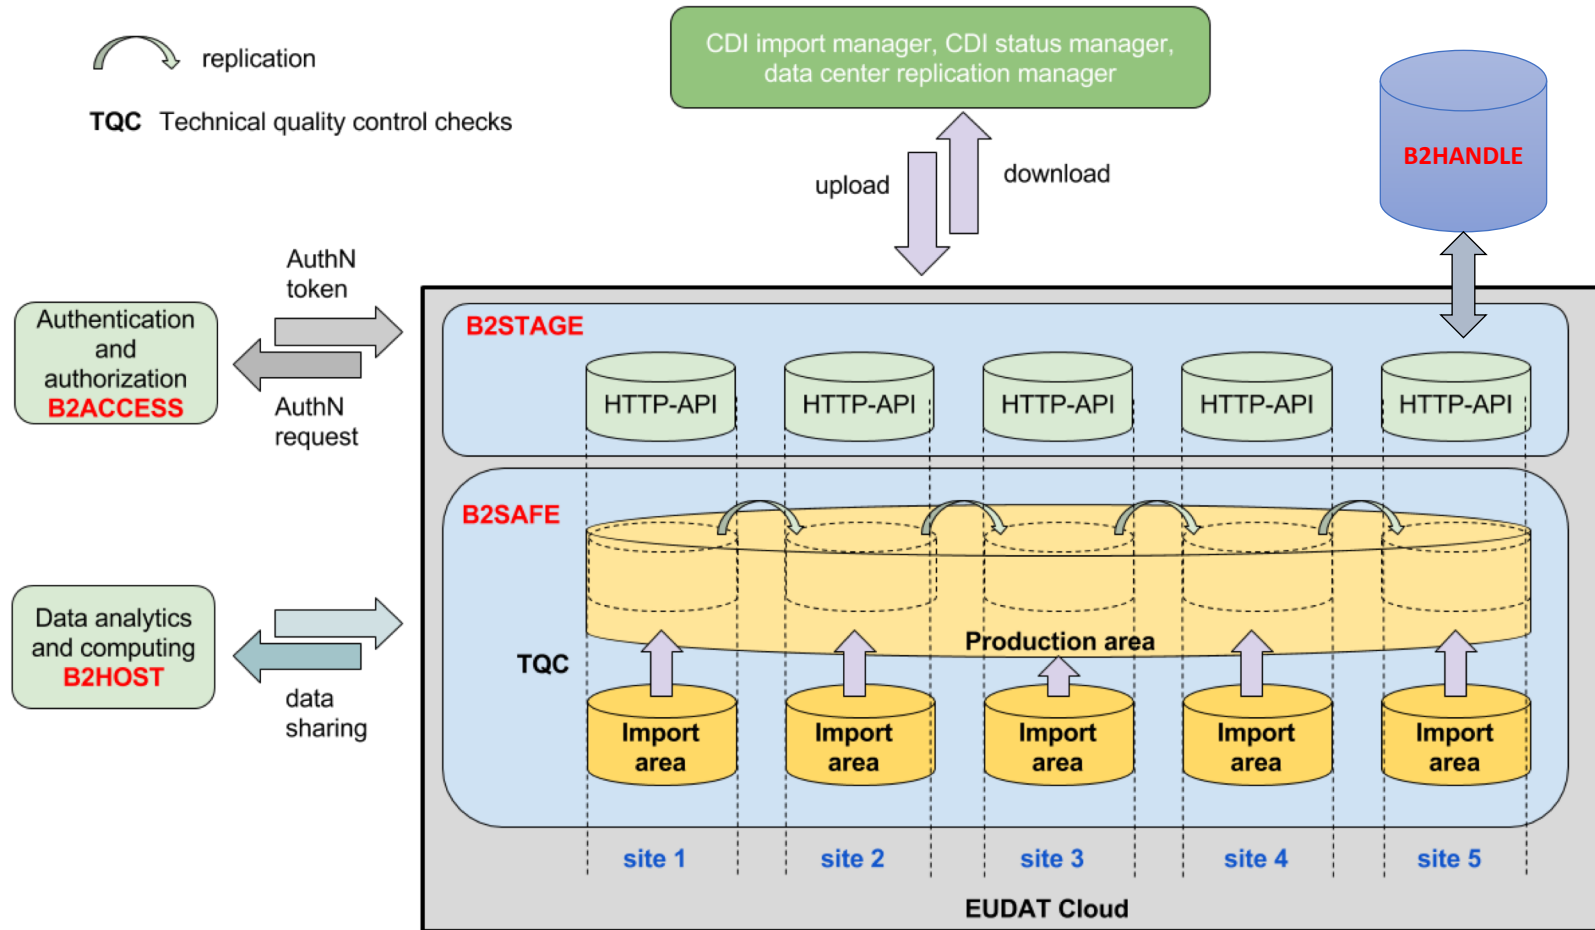 replication
TQC Technical quality control checks
CDI import manager, CDI status manager,
data center replication manager
upload
download
B2HANDLE
AuthN
token
Authentication
and
authorization
B2ACCESS
AuthN
request
B2STAGE
HTTP-API
HTTP-API
HTTP-API
HTTP-API
HTTP-API
B2SAFE
Data analytics
and computing
B2HOST
data
sharing
Production area
TQC
Import
area
Import
area
Import
area
Import
area
Import
area
site 1
site 2
site 3
site 4
site 5
EUDAT Cloud